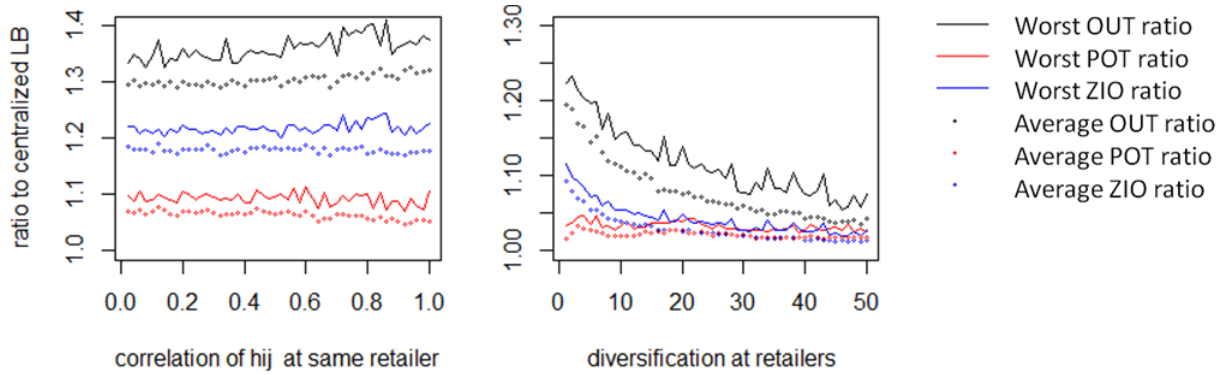 ratio to centralized LB
1.4
1.3
1.2
1.1
1.0
0.0 0.2 0.4 0.6 0.8 1.0
correlation of hij at same retailer
1.30
1.20
1.10
1.00
0 10 20 30 40 50
diversification at retailers
Worst OUT ratio
Worst POT ratio
Worst ZIO ratio
Average OUT ratio
Average POT ratio
Average ZIO ratio